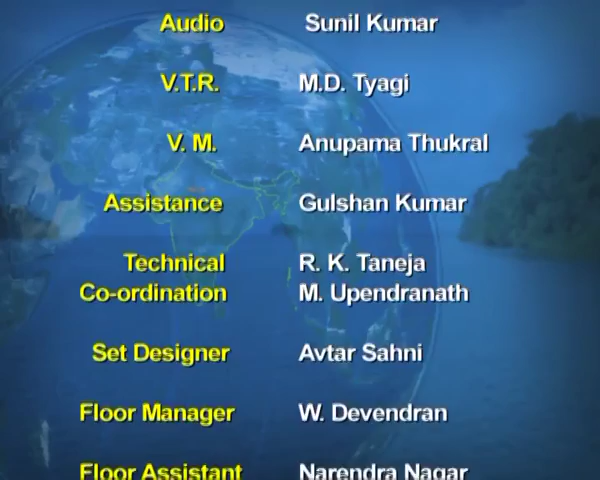 Audio Sunil Kumar
V.T.R. M.D. Tyagi
V. M. Anupama Thukral
Assistance Gulshan Kumar
Technical R. K. Taneja
Co-ordination M. Upendranath
Set Designer Avtar Sahni
Floor Manager W. Devendran
Floor Assistant Narendra Nagar